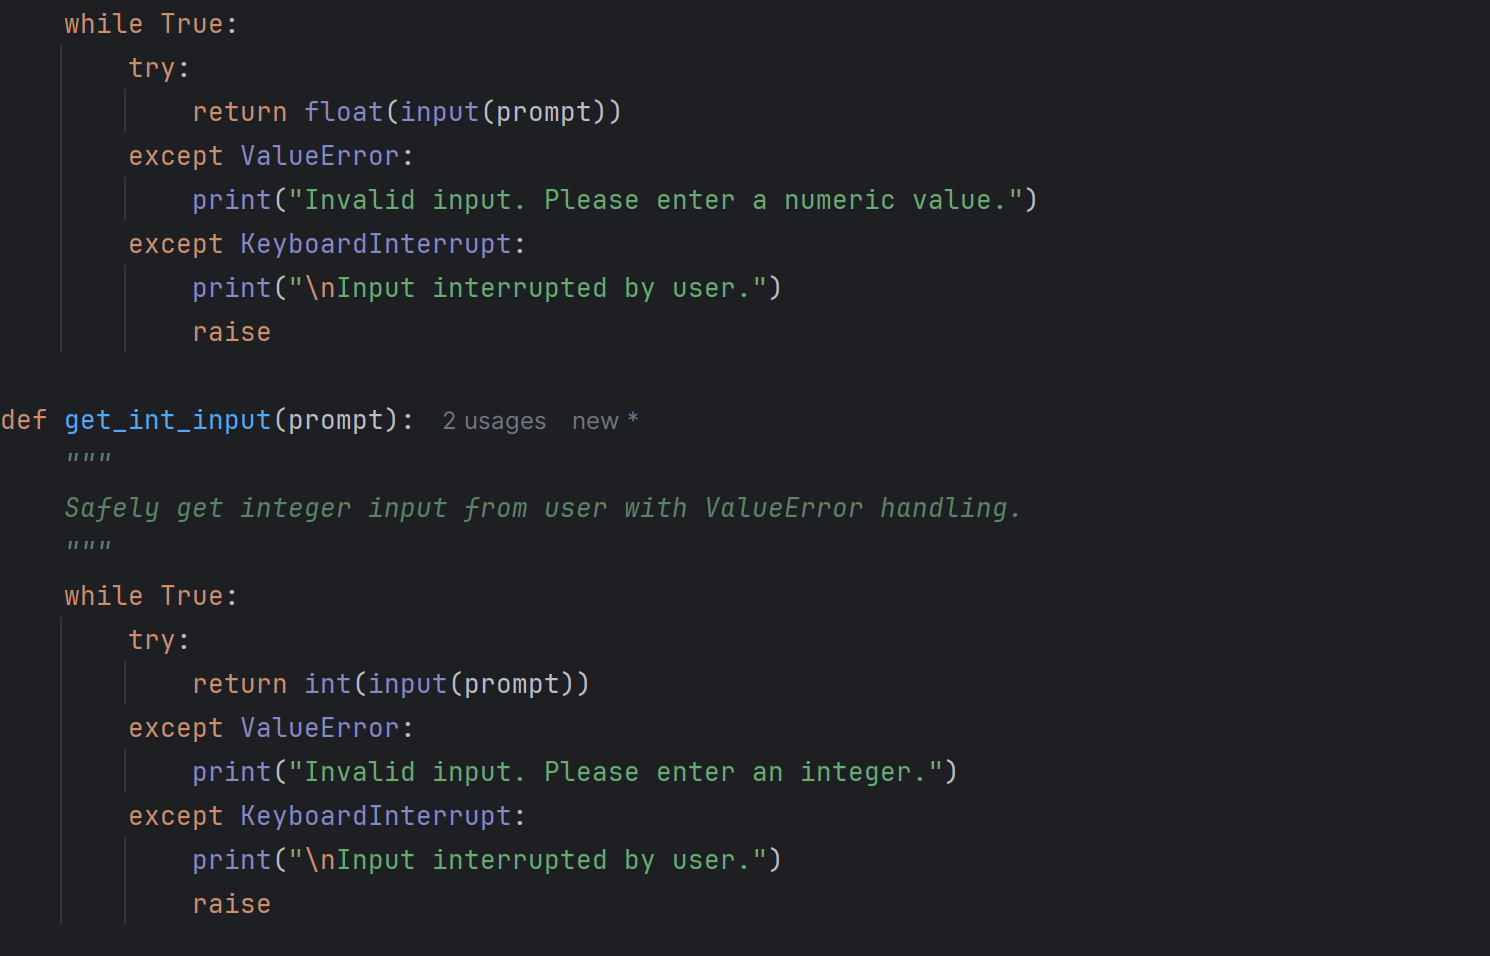 while True:
try:
return float(input(prompt))
except ValueError:
print("Invalid input. Please enter a numeric value.")
except KeyboardInterrupt:
print("\nInput interrupted by user.")
raise
def get_int_input(prompt): 2 usages new *
"""
Safely get integer input from user with ValueError handling.
"""
while True:
try:
return int(input(prompt))
except ValueError:
print("Invalid input. Please enter an integer.")
except KeyboardInterrupt:
print("\nInput interrupted by user.")
raise